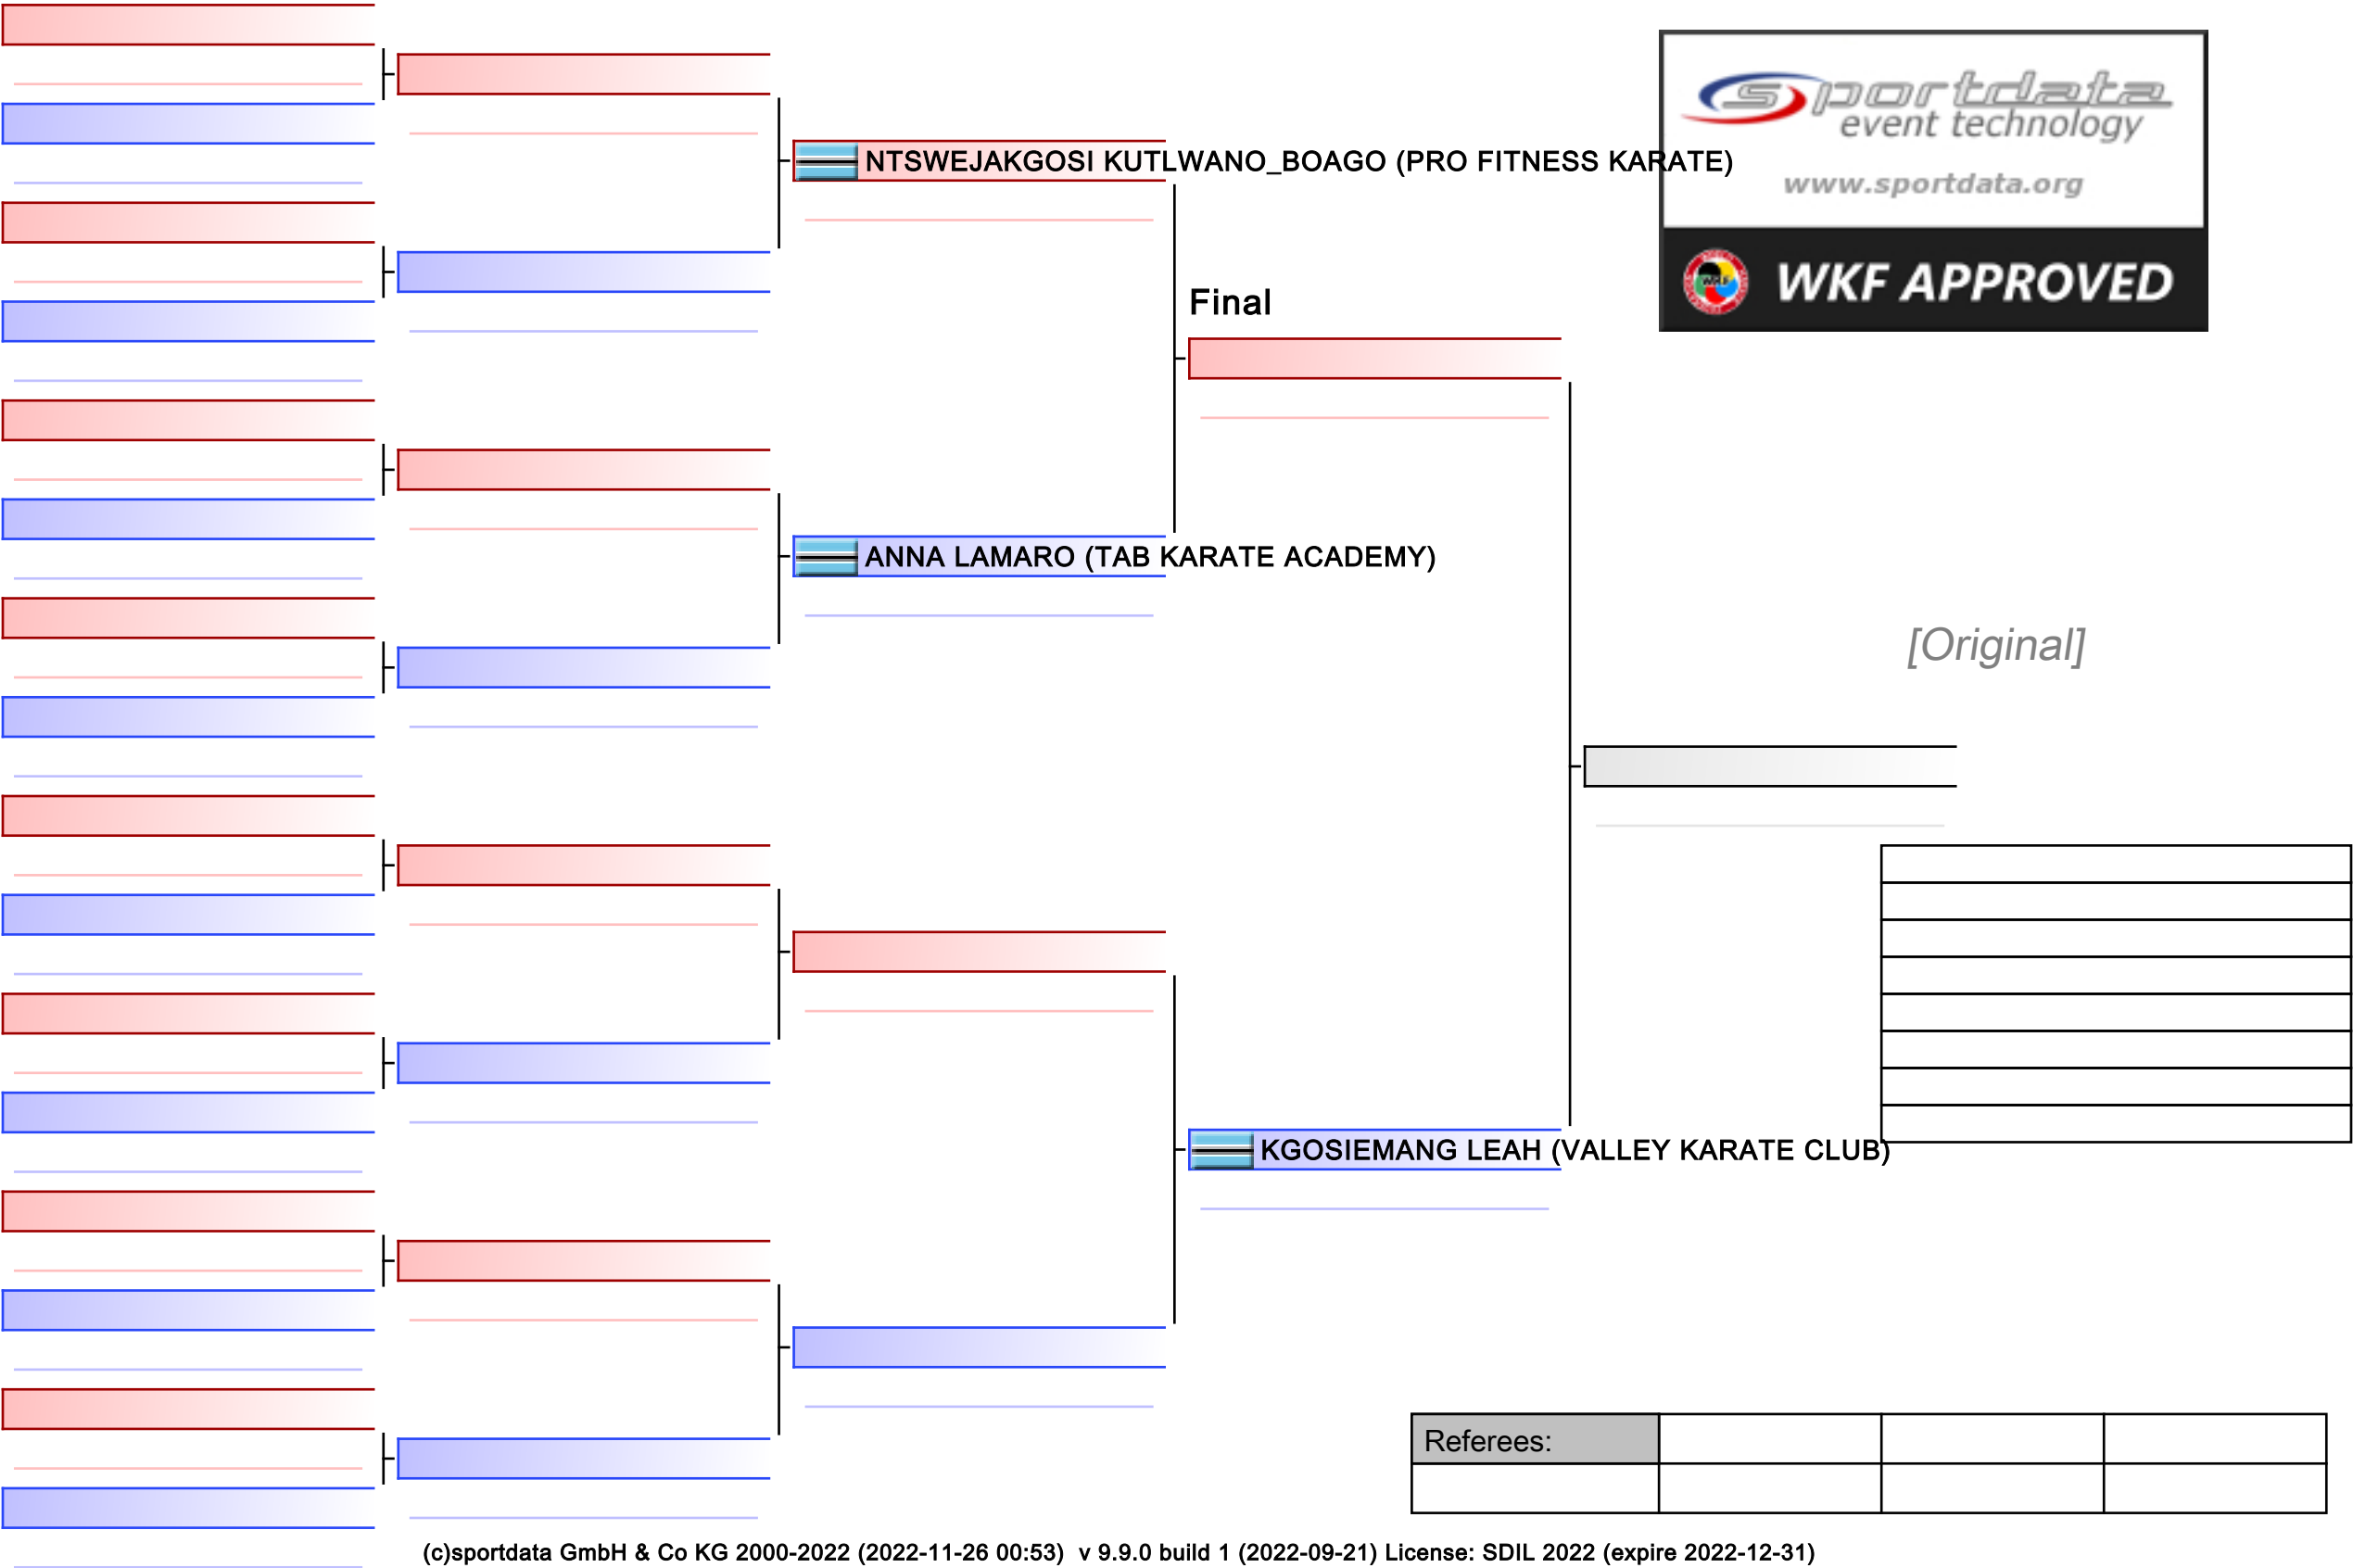 sportdata
event technology
www.sportdata.org
WKF APPROVED
NTSWEJAKGOSI KUTLWANO_BOAGO (PRO FITNESS KARATE)
Final
ANNA LAMARO (TAB KARATE ACADEMY)
[Original]
KGOSIEMANG LEAH (VALLEY KARATE CLUB)
Referees:
(c)sportdata GmbH & Co KG 2000-2022 (2022-11-26 00:53) v 9.9.0 build 1 (2022-09-21) License: SDIL 2022 (expire 2022-12-31)